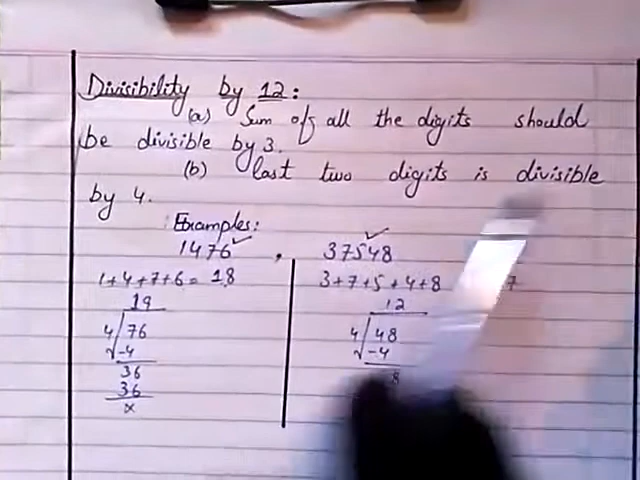 Divisibility by 12:
(a) Sum of all the digits should
be divisible by 3.
(b) last two digits is divisible
by 4.
Examples:
1476 ✓ , 37548 ✓
1+4+7+6 = 18
19
4 76
-4
36
36
x
3+7+5+4+8 7
12
4 48
-4
8